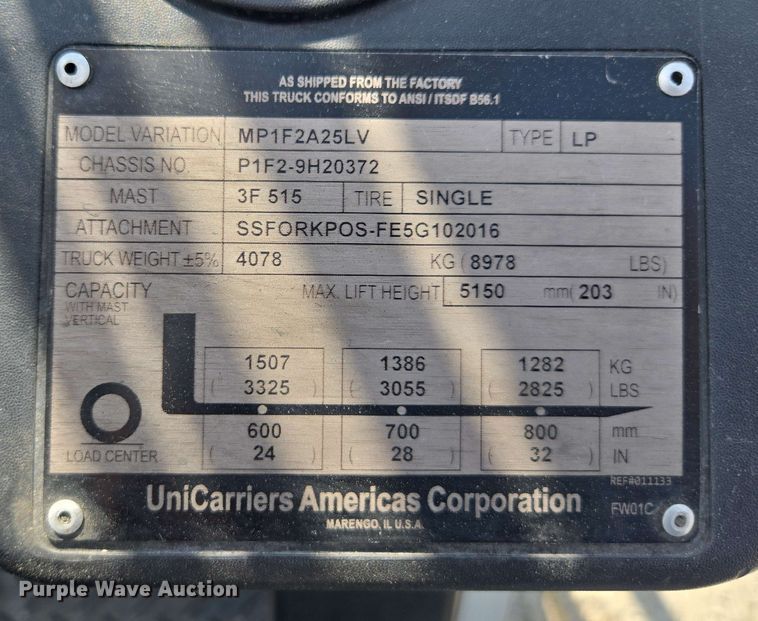 AS SHIPPED FROM THE FACTORY
THIS TRUCK CONFORMS TO ANSI / ITSDF B56.1
MODEL VARIATION MP1F2A25LV TYPE LP
CHASSIS NO. P1F2-9H20372
MAST 3F 515 TIRE SINGLE
ATTACHMENT SSFORKPOS-FE5G102016
TRUCK WEIGHT ±5% 4078 KG ( 8978 LBS)
CAPACITY MAX. LIFT HEIGHT 5150 mm( 203 IN)
WITH MAST
VERTICAL
1507 1386 1282 KG
( 3325 ) ( 3055 ) ( 2825 ) LBS
600 700 800 mm
LOAD CENTER ( 24 ) ( 28 ) ( 32 ) IN
REF#011133
UniCarriers Americas Corporation FW01C
MARENGO, IL U.S.A.
Purple Wave Auction